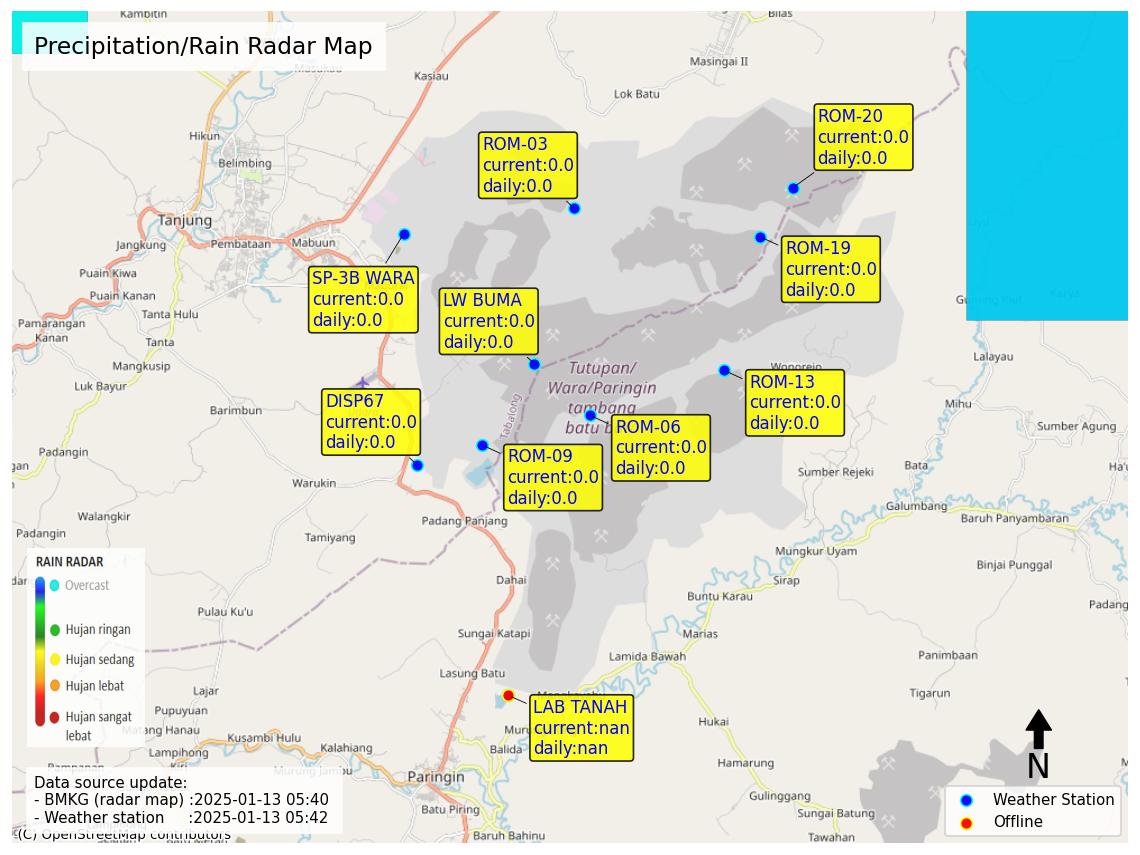 Kambitin
Bilas
Precipitation/Rain Radar Map
Masukau
Kasiau
Masingai II
Lok Batu
ROM-20
current:0.0
daily:0.0
Hikun
ROM-03
current:0.0
daily:0.0
Belimbing
Tanjung
Jangkung
Pembataan
Mabuun
ROM-19
current:0.0
daily:0.0
Puain Kiwa
SP-3B WARA
current:0.0
daily:0.0
LW BUMA
current:0.0
daily:0.0
Puain Kanan
Tanta Hulu
Pamarangan
Kanan
Tanta
Mangkusip
Luk Bayur
Lalayau
Wonorejo
Tutupan/
Wara/Paringin
tambang
batu
ROM-13
current:0.0
daily:0.0
DISP67
current:0.0
daily:0.0
Barimbun
Tabalong
Mihu
ROM-06
current:0.0
daily:0.0
Sumber Agung
Padangin
ROM-09
current:0.0
daily:0.0
Bata
Sumber Rejeki
Warukin
Galumbang
Walangkir
Padang Panjang
Baruh Panyambaran
Padangin
Tamiyang
Mungkur Uyam
Binjai Punggal
RAIN RADAR
Overcast
Hujan ringan
Hujan sedang
Hujan lebat
Hujan sangat
lebat
Dahai
Sirap
Buntu Karau
Padang
Pulau Ku'u
Sungai Katapi
Marias
Lamida Bawah
Panimbaan
Lasung Batu
Lajar
Tigarun
LAB TANAH
current:nan
daily:nan
Pupuyuan
Hukai
Matang Hanau
Kusambi Hulu
Kalahiang
Balida
Lampihong
Hamarung
N
Murung Jambu
Paringin
Data source update:
- BMKG (radar map) :2025-01-13 05:40
- Weather station :2025-01-13 05:42
Gulinggang
Batu Piring
Sungai Batung
Weather Station
Offline
(C) OpenStreetMap contributors
Baruh Bahinu
Tawahan